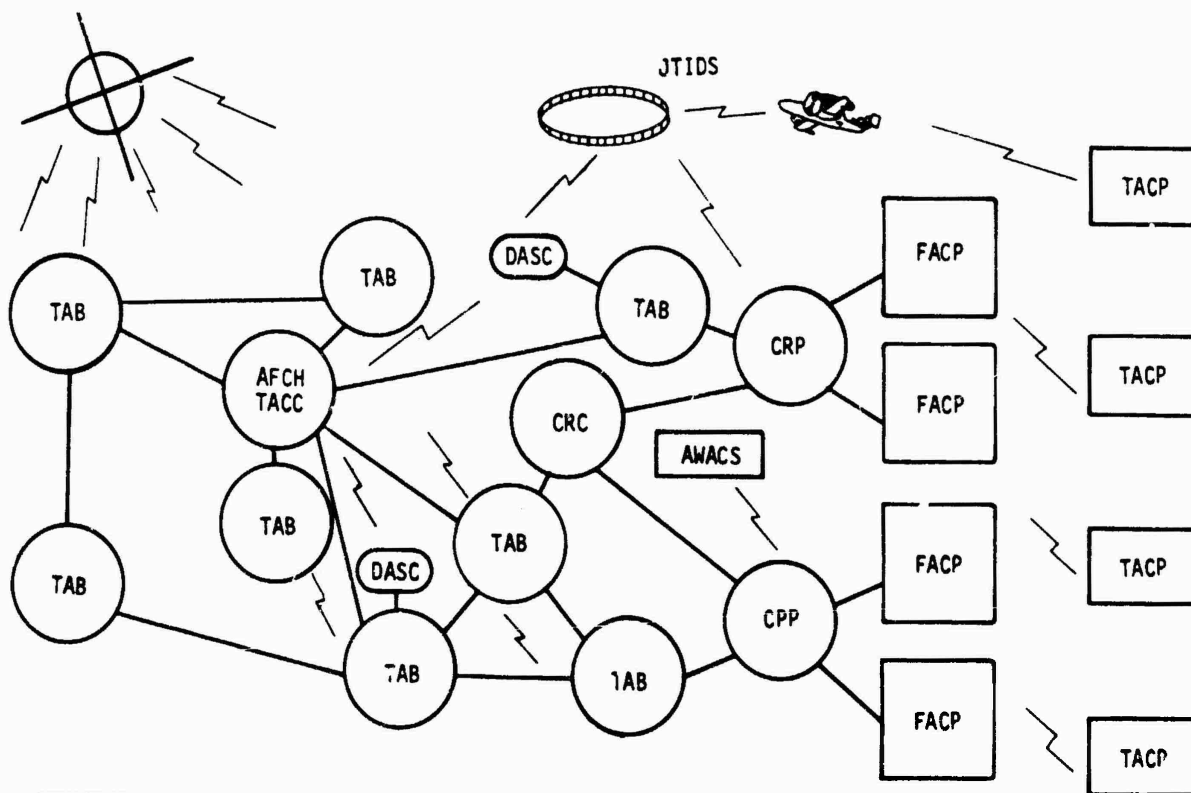 JTIDS
TACP
DASC
FACP
TAB
TAB
TAB
CRP
AFCH
TACC
TACP
FACP
CRC
AWACS
TAB
TAB
FACP
TACP
DASC
TAB
CPP
TAB
TAB
FACP
TACP